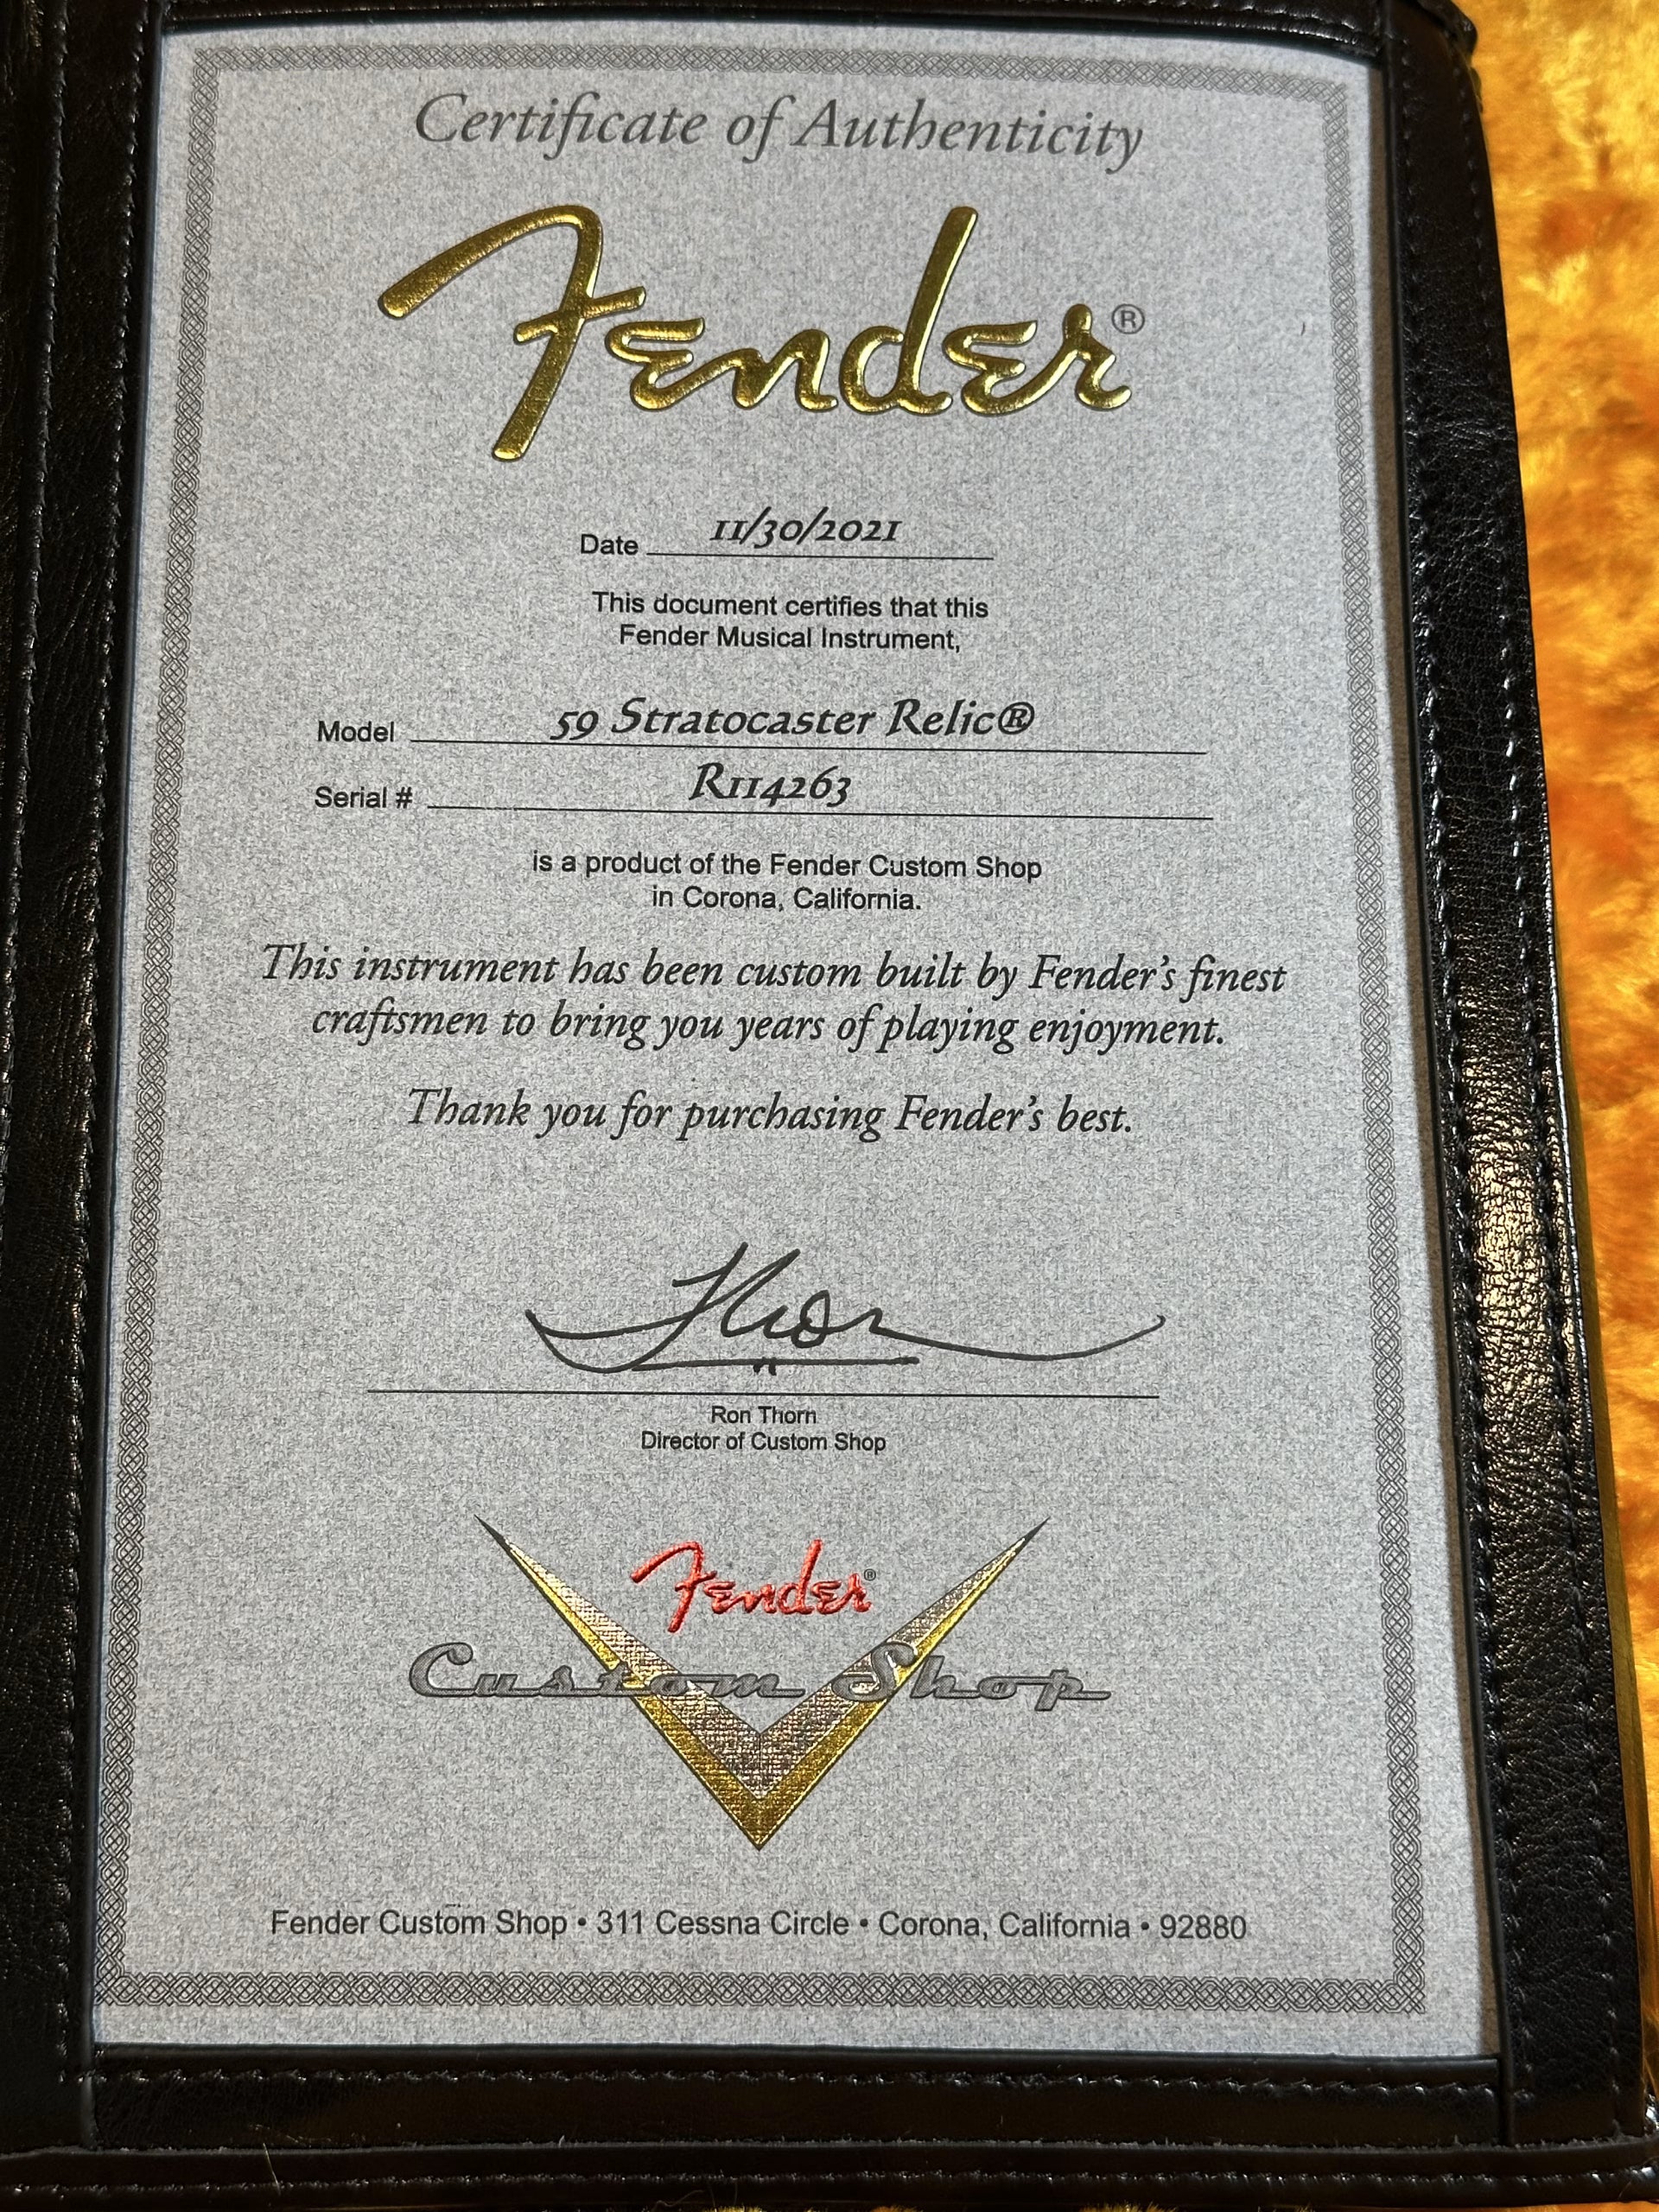 Certificate of Authenticity
Fender®
Date 11/30/2021
This document certifies that this
Fender Musical Instrument,
Model 59 Stratocaster Relic®
Serial # R114263
is a product of the Fender Custom Shop
in Corona, California.
This instrument has been custom built by Fender's finest
craftsmen to bring you years of playing enjoyment.
Thank you for purchasing Fender's best.
Thorn
Ron Thorn
Director of Custom Shop
Fender®
Custom Shop
Fender Custom Shop • 311 Cessna Circle • Corona, California • 92880